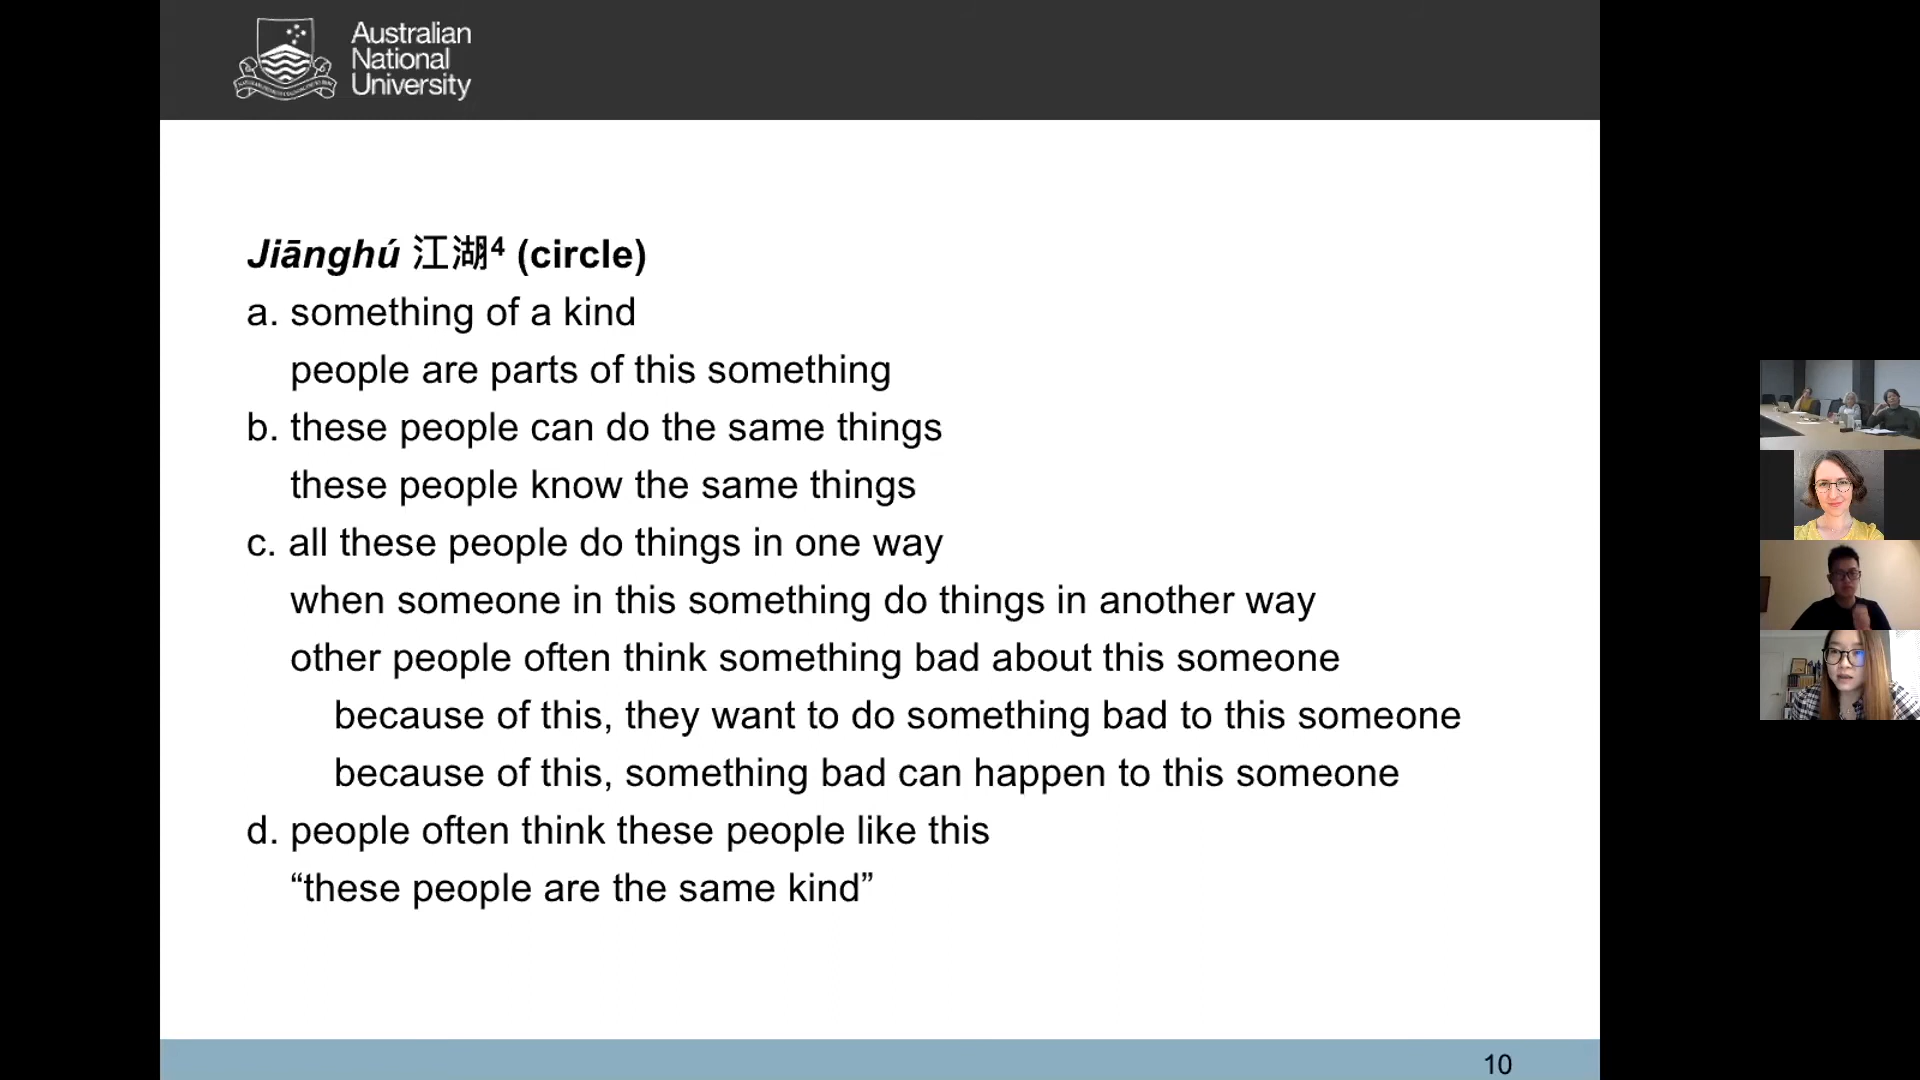 Australian
National
University
Jiānghú 江湖⁴ (circle)
a. something of a kind
people are parts of this something
b. these people can do the same things
these people know the same things
c. all these people do things in one way
when someone in this something do things in another way
other people often think something bad about this someone
because of this, they want to do something bad to this someone
because of this, something bad can happen to this someone
d. people often think these people like this
“these people are the same kind”
10